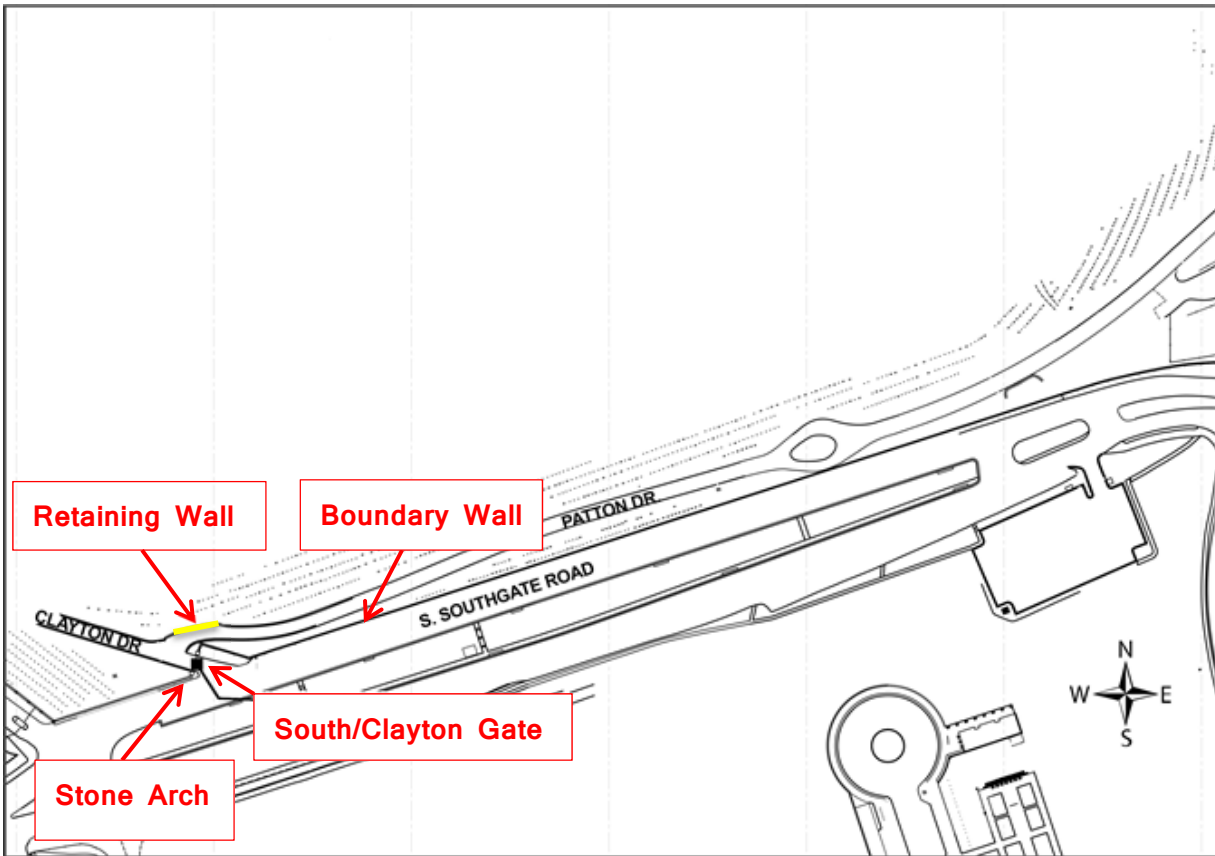 Retaining Wall
Boundary Wall
PATTON DR.
S. SOUTHGATE ROAD
CLAYTON DR
South/Clayton Gate
Stone Arch
N
W E
S